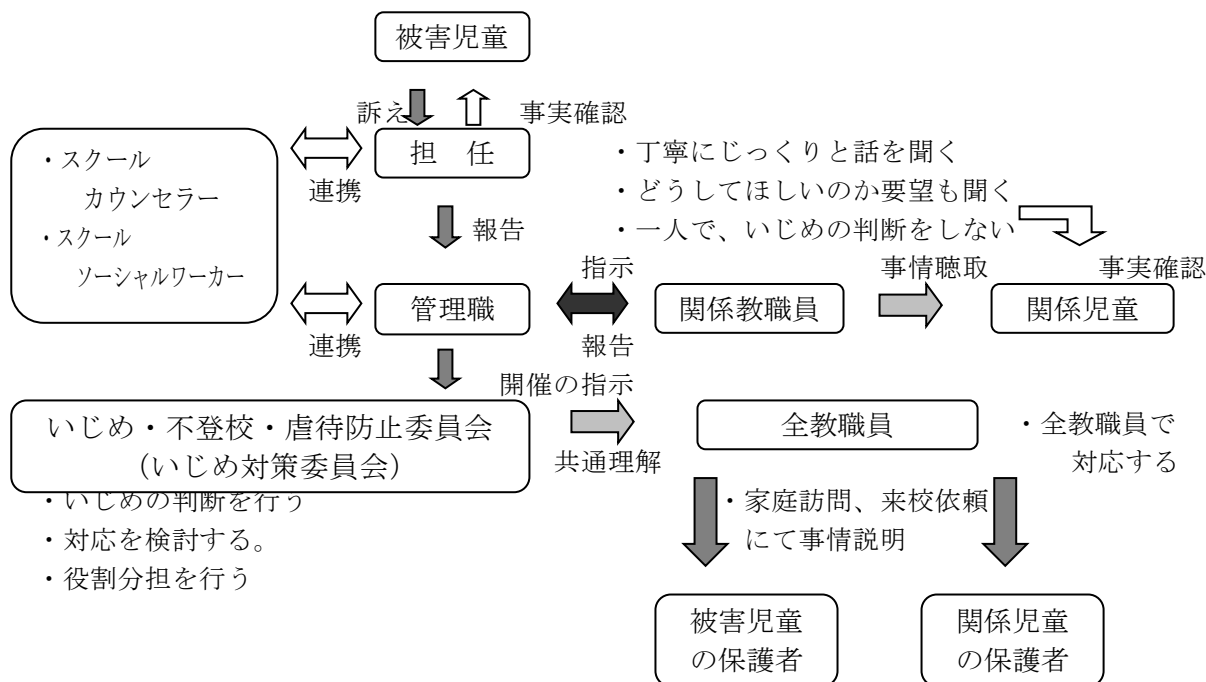 被害児童
訴え
事実確認
・スクール
カウンセラー
・スクール
ソーシャルワーカー
連携
担　任
・丁寧にじっくりと話を聞く
・どうしてほしいのか要望も聞く
・一人で、いじめの判断をしない
報告
指示
事情聴取
事実確認
連携
管理職
関係教職員
関係児童
報告
開催の指示
いじめ・不登校・虐待防止委員会
（いじめ対策委員会）
共通理解
全教職員
・全教職員で
対応する
・いじめの判断を行う
・対応を検討する。
・役割分担を行う
・家庭訪問、来校依頼
にて事情説明
被害児童
の保護者
関係児童
の保護者